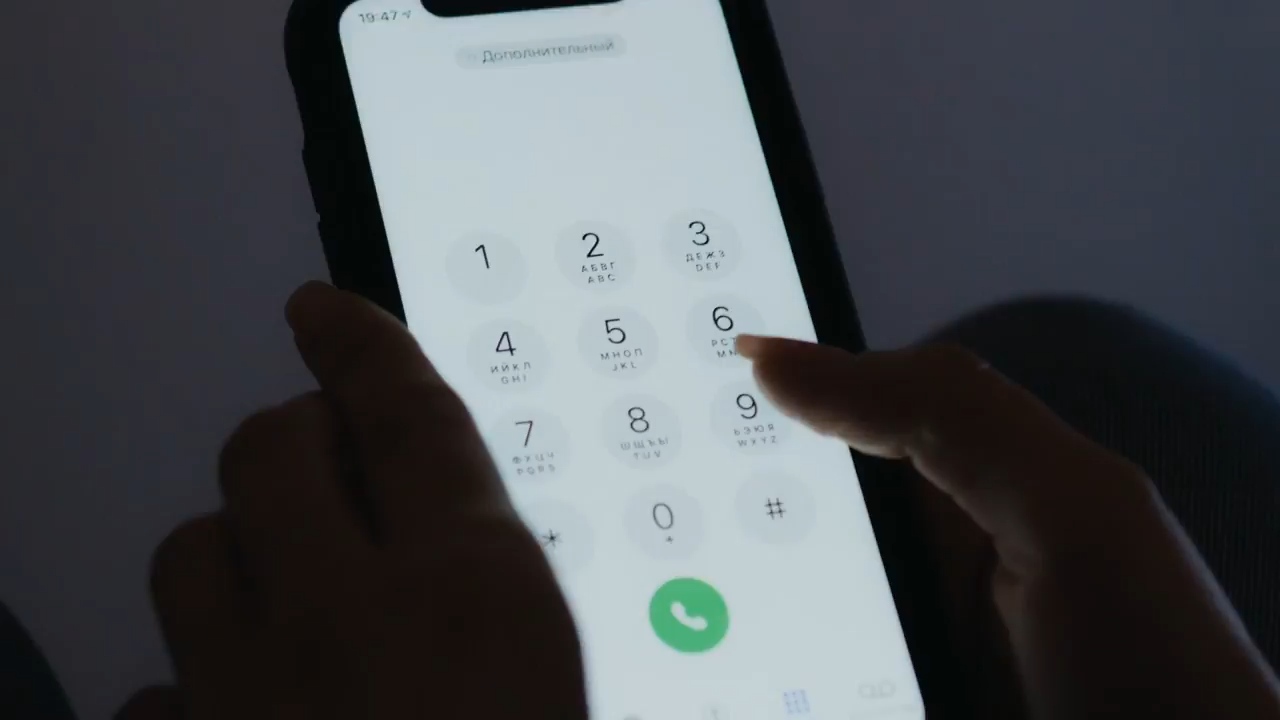 19:47
Дополнительный
1 2 3
АБВГ ДЕЖЗ
ABC DEF
4 5 6
ИЙКЛ МНОП
GHI JKL
7 8 9
ФХЦЧ ШЩЪЫ ЬЭЮЯ
PQRS TUV WXYZ
* 0 #
+